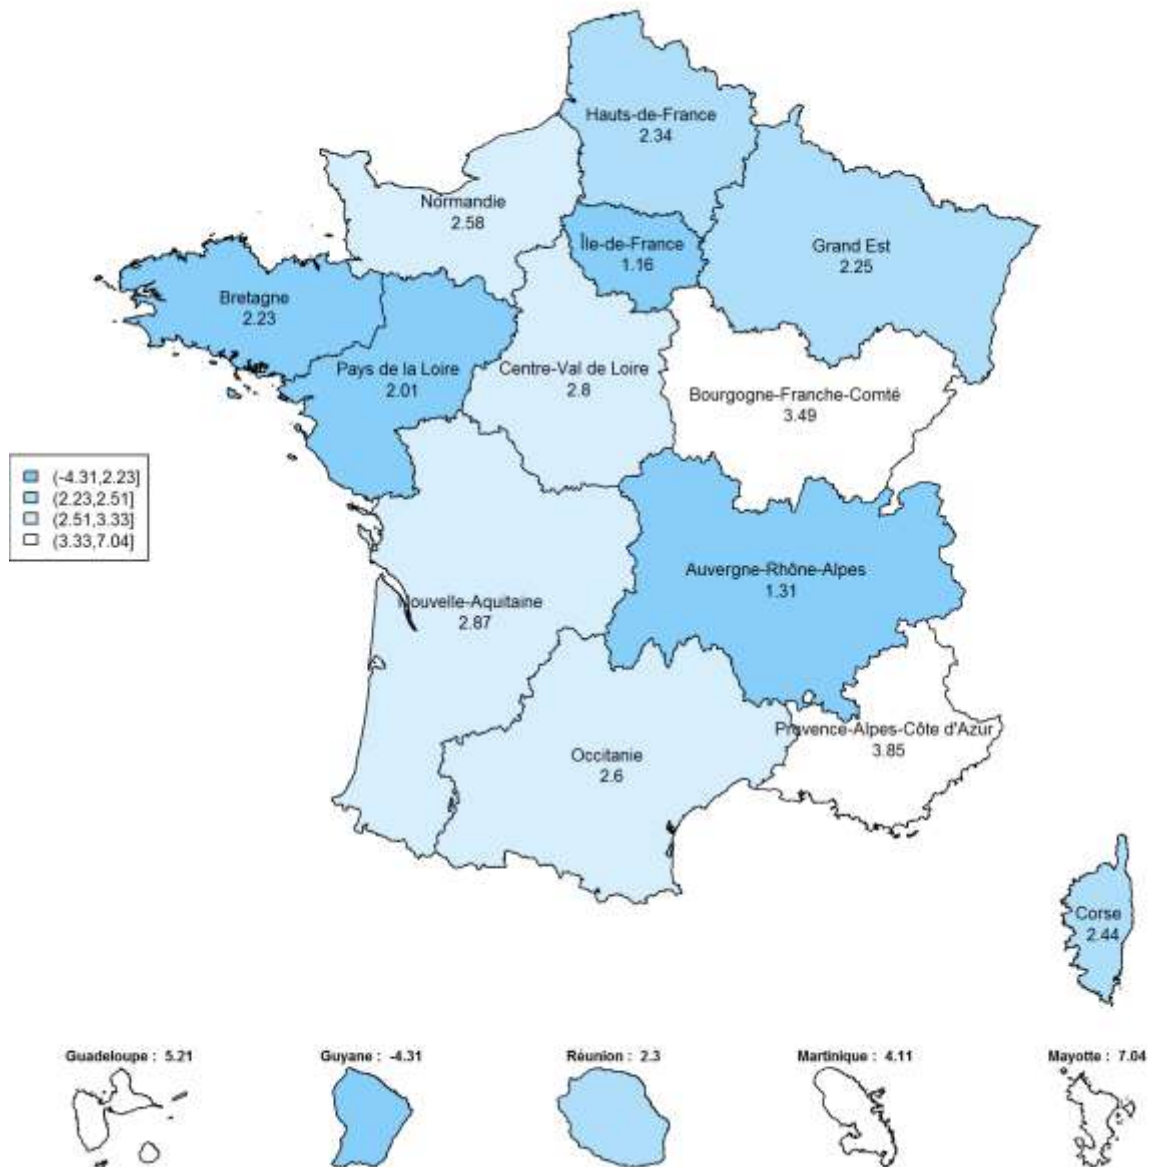 Hauts-de-France
2.34
Normandie
2.58
Île-de-France
1.16
Grand Est
2.25
Bretagne
2.23
Pays de la Loire
2.01
Centre-Val de Loire
2.8
Bourgogne-Franche-Comté
3.49
(-4.31,2.23]
(2.23,2.51]
(2.51,3.33]
(3.33,7.04]
Auvergne-Rhône-Alpes
1.31
Nouvelle-Aquitaine
2.87
Provence-Alpes-Côte d'Azur
3.85
Occitanie
2.6
Corse
2.44
Guadeloupe : 5.21
Guyane : -4.31
Réunion : 2.3
Martinique : 4.11
Mayotte : 7.04